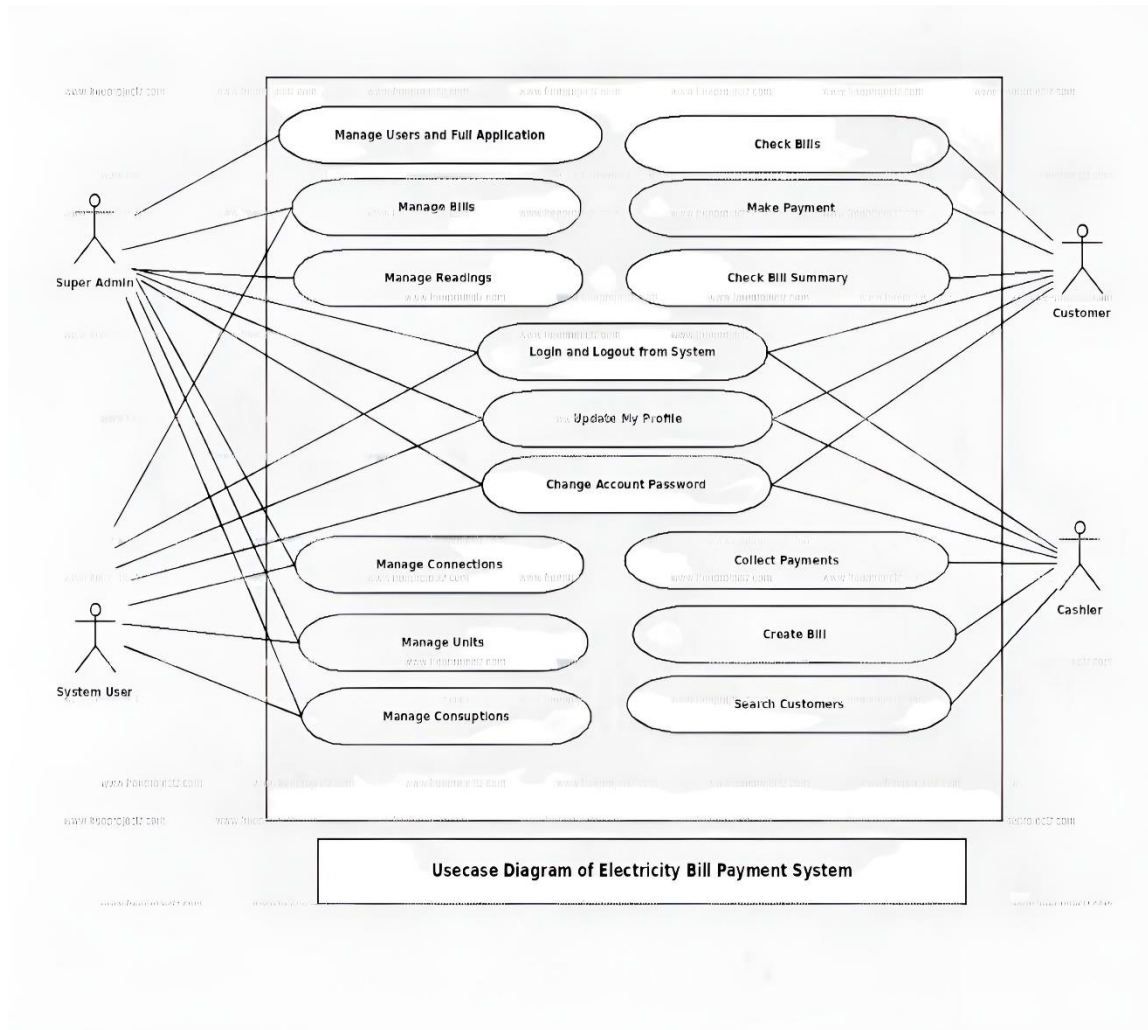 Manage Users and Full Application
Check Bills
Manage Bills
Make Payment
Manage Readings
Check Bill Summary
Super Admin
Customer
Login and Logout from System
Update My Profile
Change Account Password
Manage Connections
Collect Payments
Cashier
Manage Units
Create Bill
System User
Manage Consuptions
Search Customers
Usecase Diagram of Electricity Bill Payment System